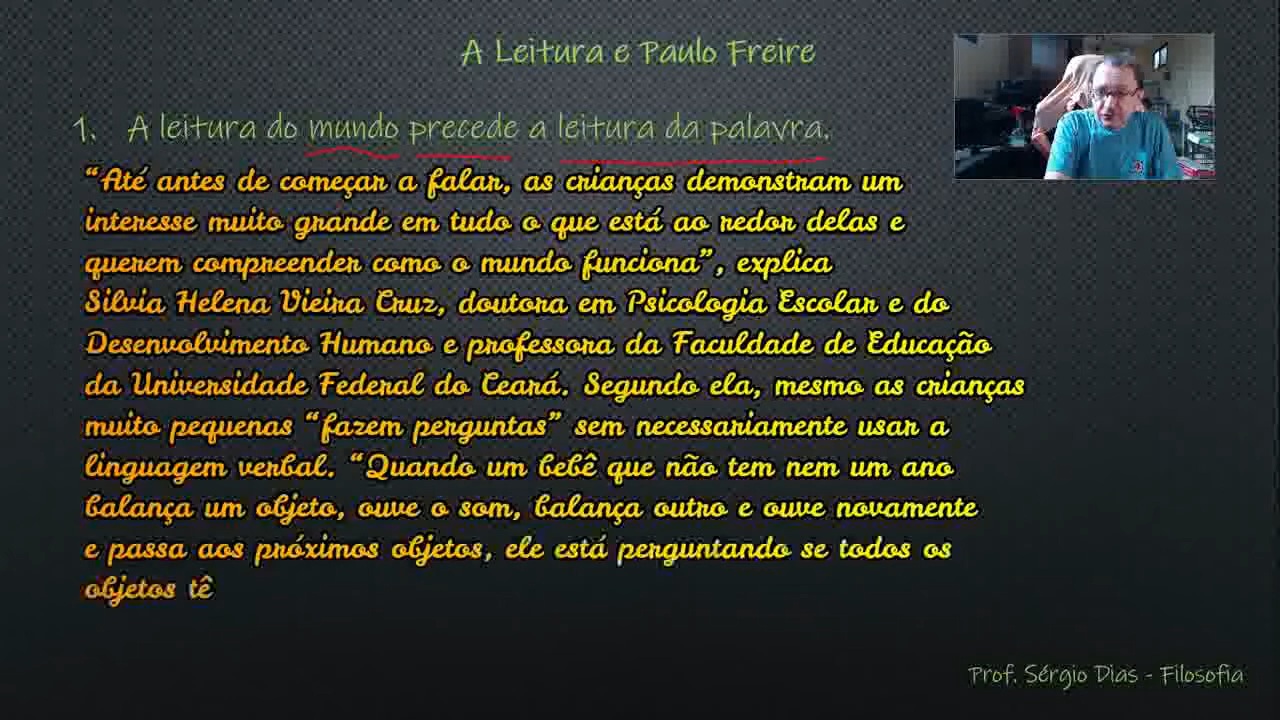 A Leitura e Paulo Freire
1. A leitura do mundo precede a leitura da palavra.
“Até antes de começar a falar, as crianças demonstram um
interesse muito grande em tudo o que está ao redor delas e
querem compreender como o mundo funciona”, explica
Silvia Helena Vieira Cruz, doutora em Psicologia Escolar e do
Desenvolvimento Humano e professora da Faculdade de Educação
da Universidade Federal do Ceará. Segundo ela, mesmo as crianças
muito pequenas “fazem perguntas” sem necessariamente usar a
linguagem verbal. “Quando um bebê que não tem nem um ano
balança um objeto, ouve o som, balança outro e ouve novamente
e passa aos próximos objetos, ele está perguntando se todos os
objetos tê
Prof. Sérgio Dias - Filosofia